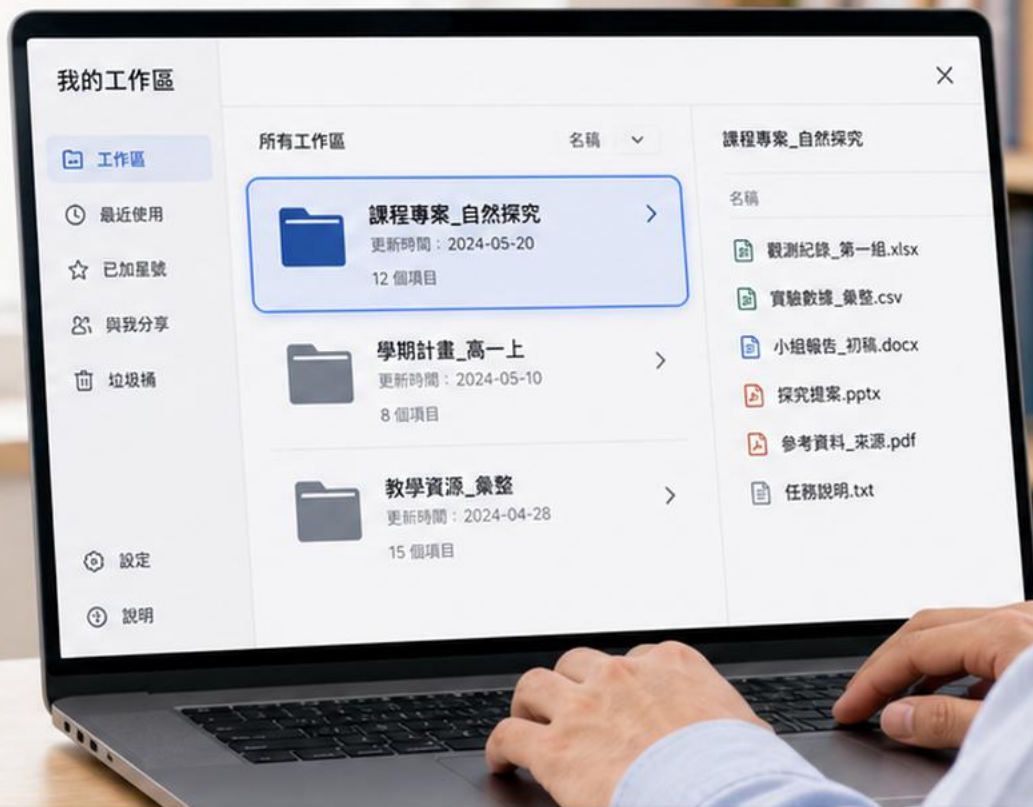 我的工作區
工作區
最近使用
已加星號
與我分享
垃圾桶
設定
說明
所有工作區
名稿
課程專案_自然探究
更新時間：2024-05-20
12 個項目
學期計畫_高一上
更新時間：2024-05-10
8 個項目
教學資源_彙整
更新時間：2024-04-28
15 個項目
課程專案_自然探究
名稿
觀測紀錄_第一組.xlsx
實驗數據_彙整.csv
小組報告_初稿.docx
探究提案.pptx
參考資料_來源.pdf
任務說明.txt